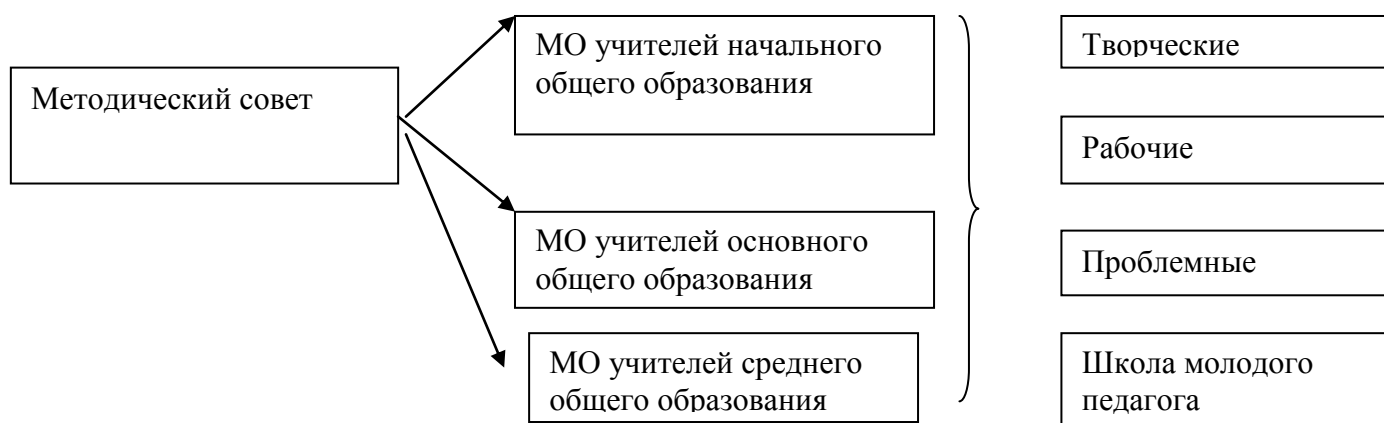 Методический совет
МО учителей начального
общего образования
МО учителей основного
общего образования
МО учителей среднего
общего образования
Творческие
Рабочие
Проблемные
Школа молодого
педагога